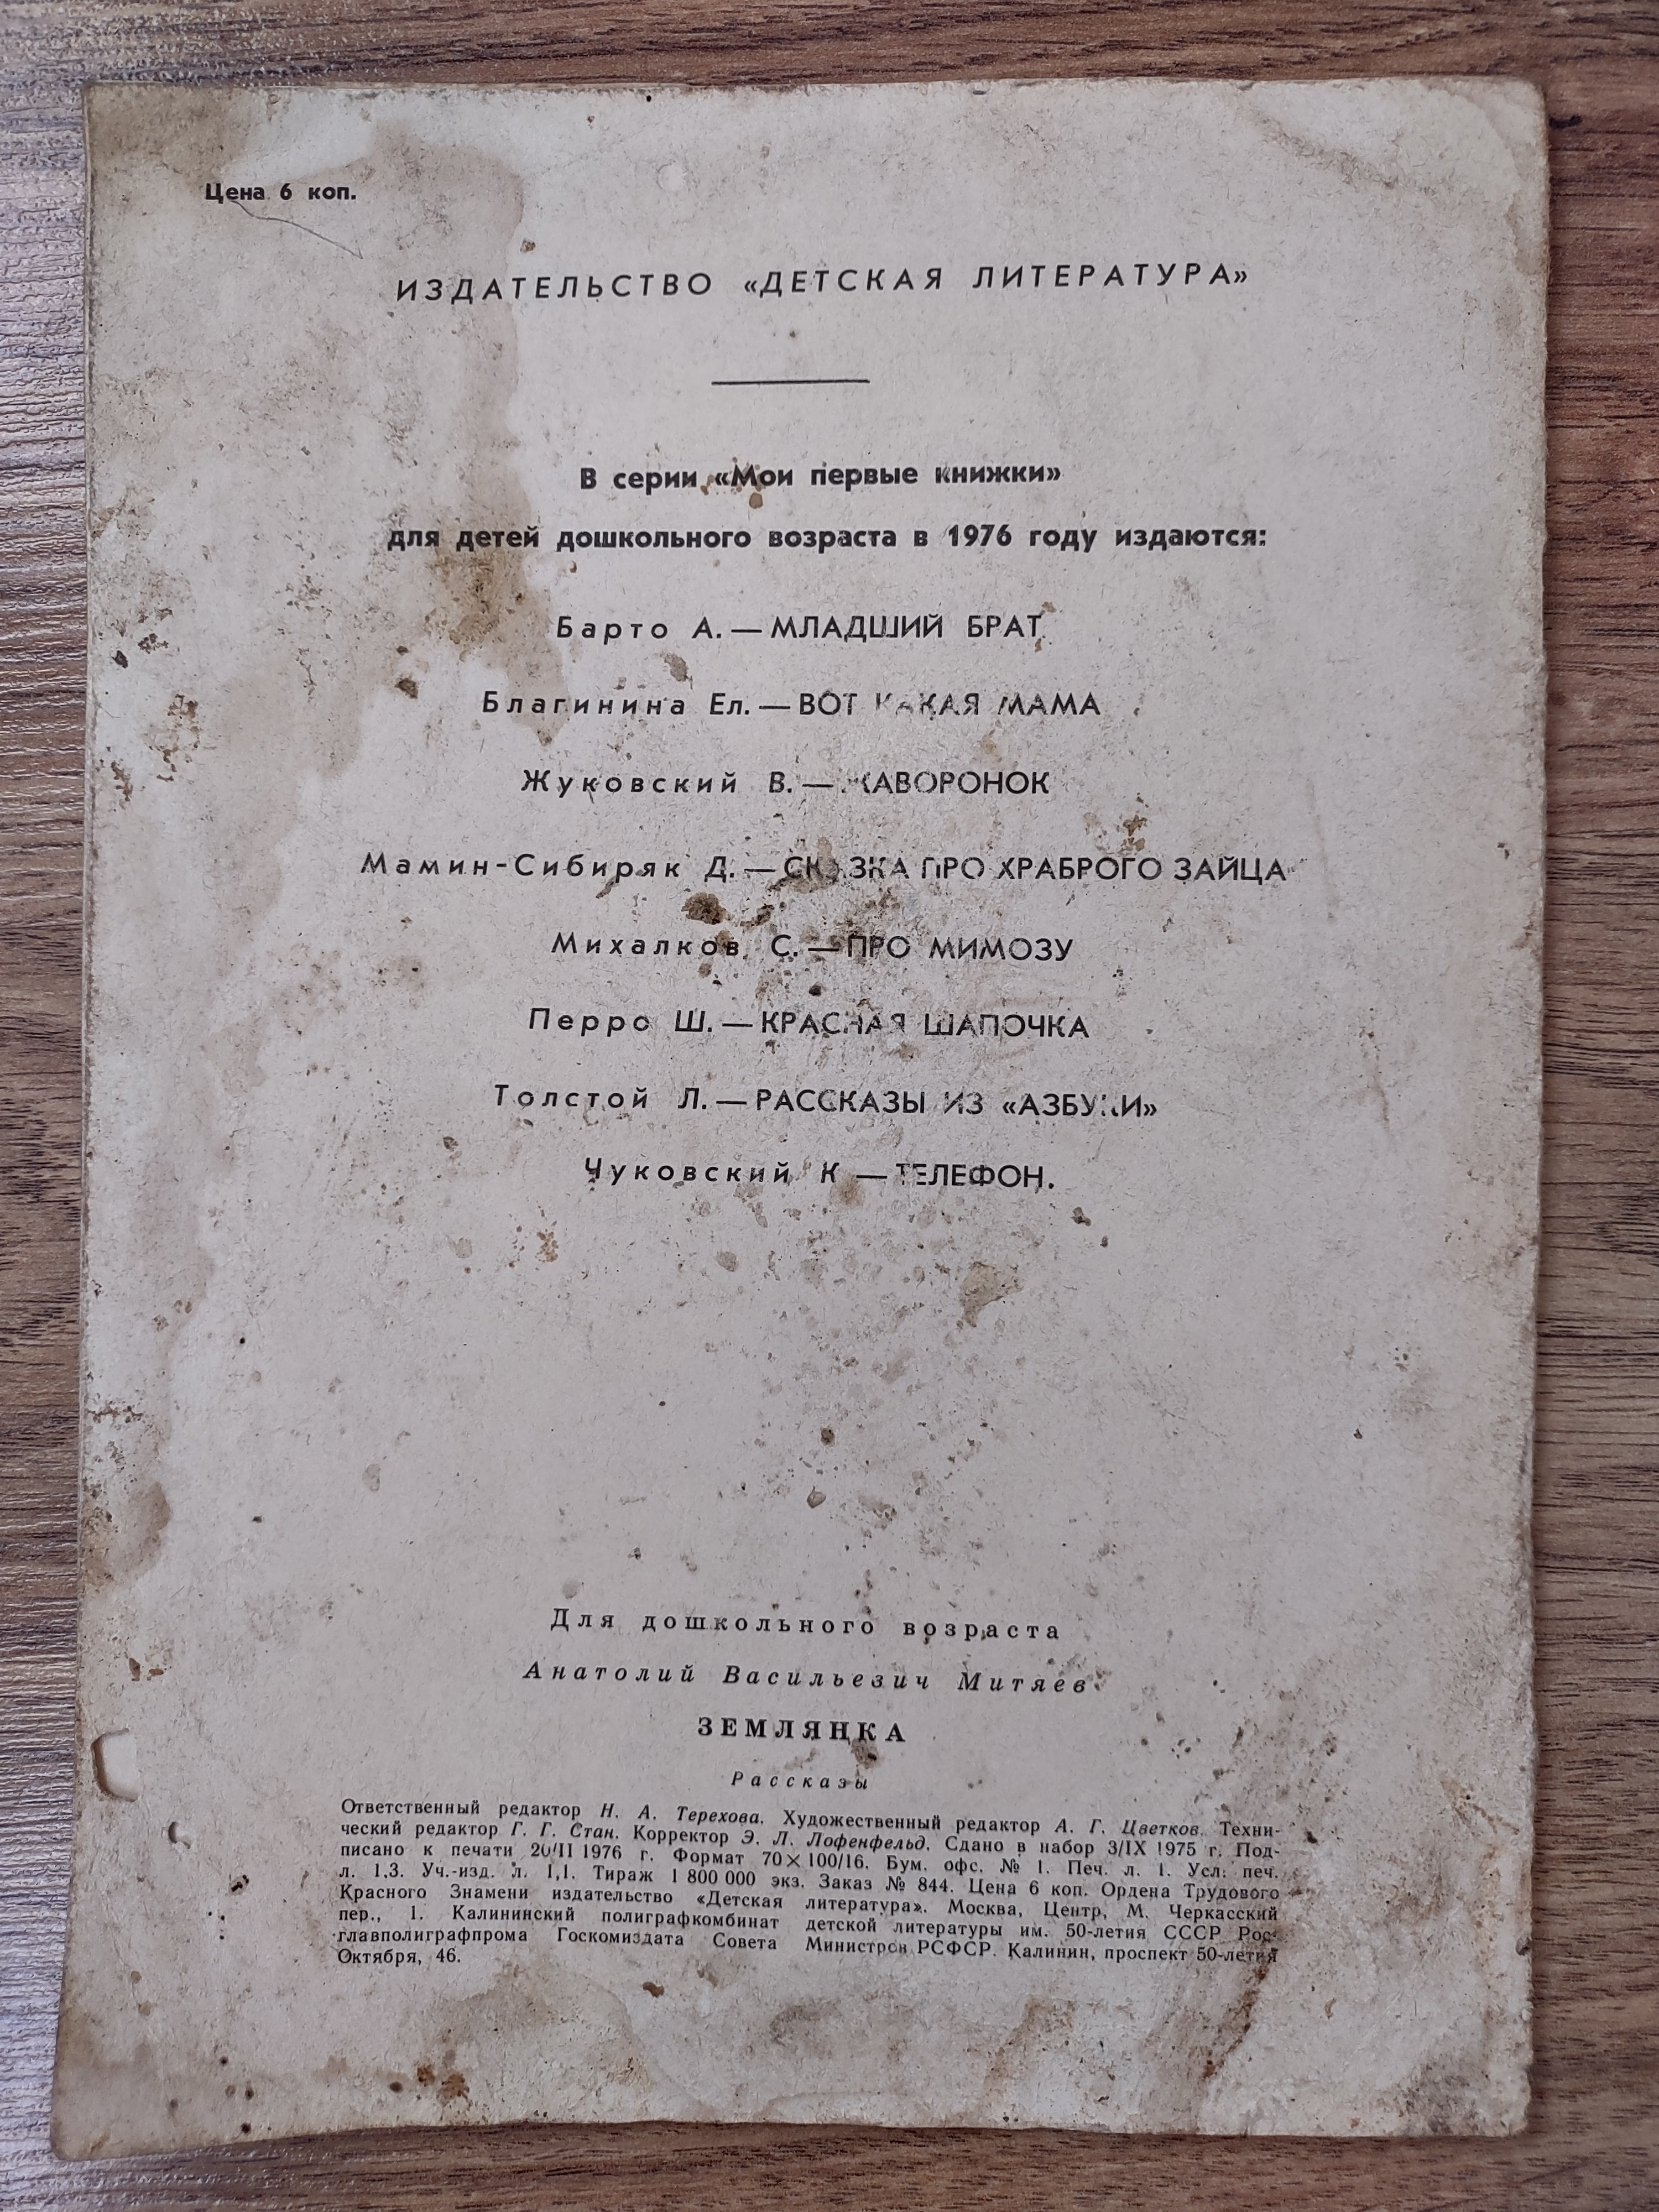 Цена 6 коп.
ИЗДАТЕЛЬСТВО «ДЕТСКАЯ ЛИТЕРАТУРА»
В серии «Мои первые книжки»
для детей дошкольного возраста в 1976 году издаются:
Барто А. — МЛАДШИЙ БРАТ
Благинина Ел. — ВОТ КАКАЯ МАМА
Жуковский В. — ЖАВОРОНОК
Мамин-Сибиряк Д. — СКАЗКА ПРО ХРАБРОГО ЗАЙЦА
Михалков С. — ПРО МИМОЗУ
Перро Ш. — КРАСНАЯ ШАПОЧКА
Толстой Л. — РАССКАЗЫ ИЗ «АЗБУКИ»
Чуковский К — ТЕЛЕФОН.
Для дошкольного возраста
Анатолий Васильевич Митяев
ЗЕМЛЯНКА
Рассказы
Ответственный редактор Н. А. Терехова. Художественный редактор А. Г. Цветков. Техни-
ческий редактор Г. Г. Стан. Корректор Э. Л. Лофенфельд. Сдано в набор 3/IX 1975 г. Под-
писано к печати 20/II 1976 г. Формат 70×100/16. Бум. офс. № 1. Печ. л. 1. Усл. печ.
л. 1,3. Уч.-изд. л. 1,1. Тираж 1 800 000 экз. Заказ № 844. Цена 6 коп. Ордена Трудового
Красного Знамени издательство «Детская литература». Москва, Центр, М. Черкасский
пер., 1. Калининский полиграфкомбинат детской литературы им. 50-летия СССР Рос-
главполиграфпрома Госкомиздата Совета Министров РСФСР. Калинин, проспект 50-летия
Октября, 46.